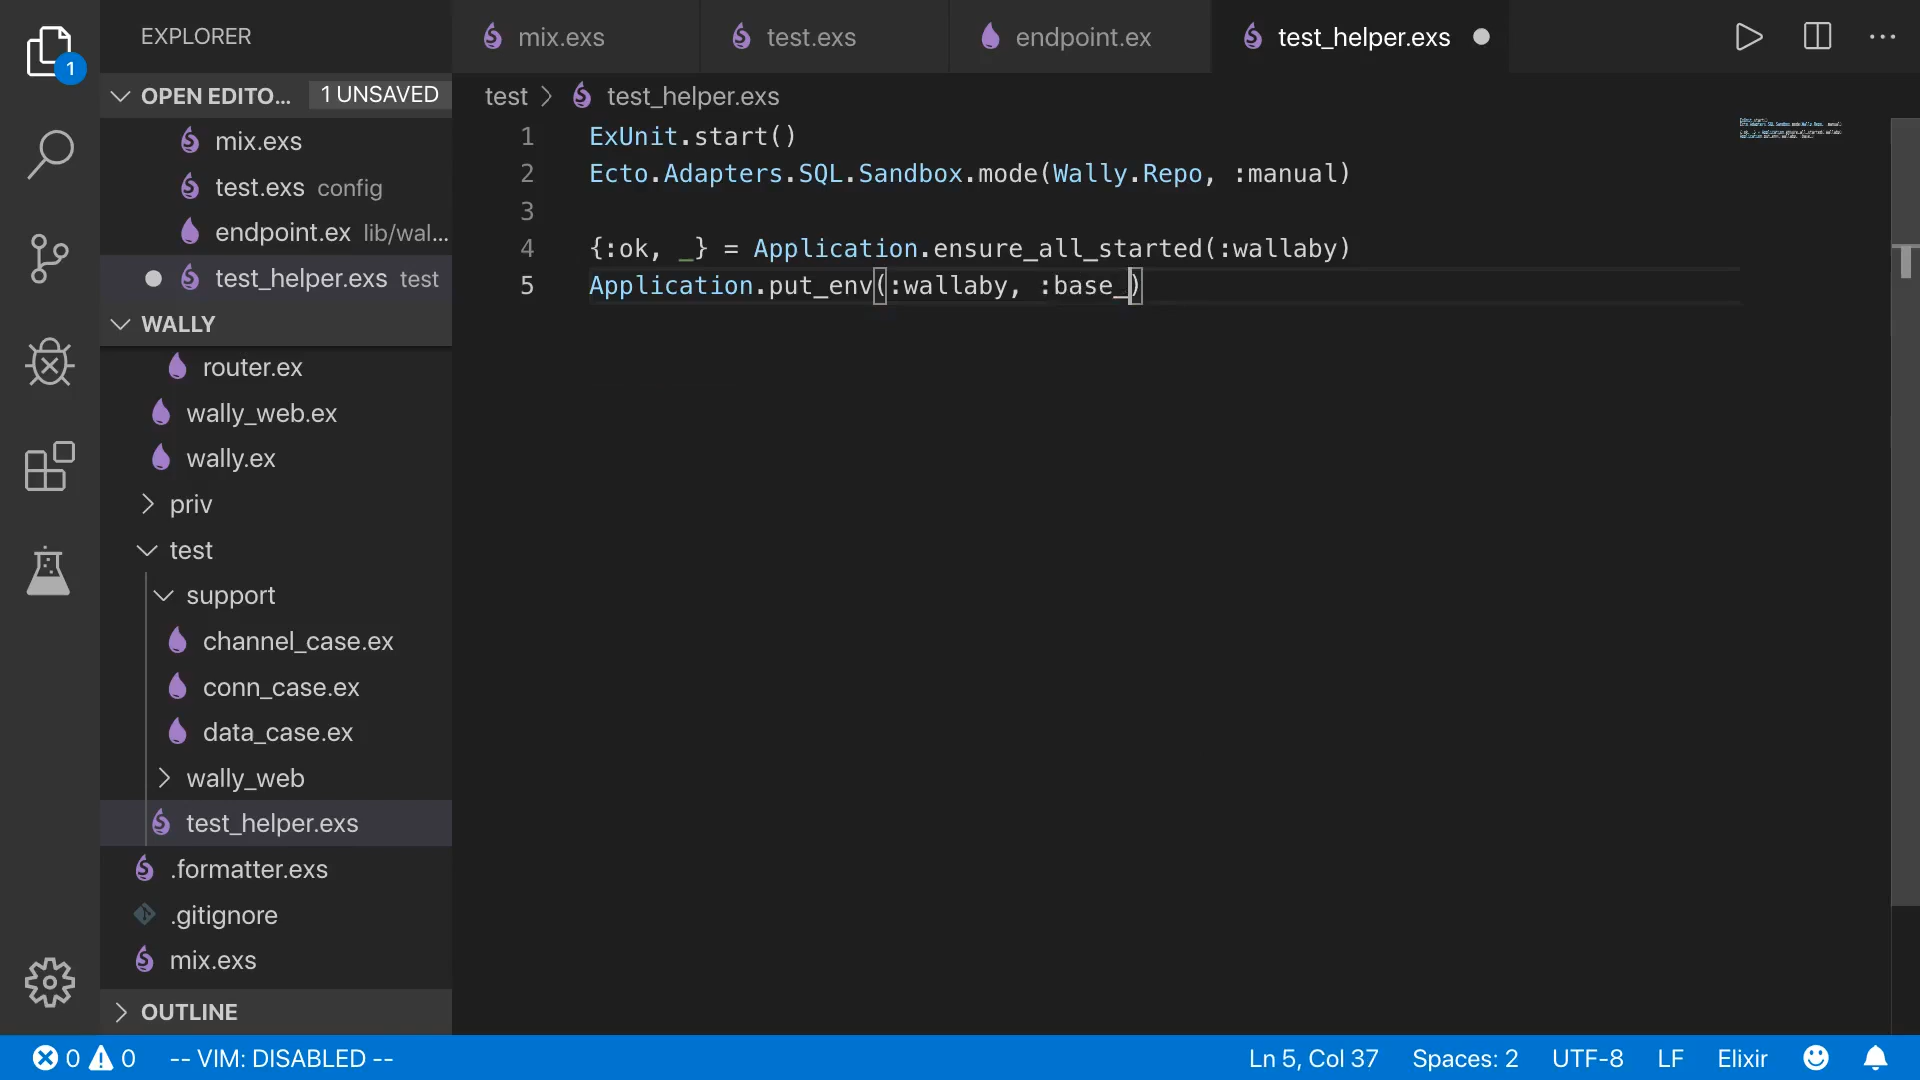 EXPLORER
mix.exs
test.exs
endpoint.ex
test_helper.exs
1
OPEN EDITO...
1 UNSAVED
mix.exs
test.exs config
endpoint.ex lib/wal...
test_helper.exs test
WALLY
router.ex
wally_web.ex
wally.ex
priv
test
support
channel_case.ex
conn_case.ex
data_case.ex
wally_web
test_helper.exs
.formatter.exs
.gitignore
mix.exs
OUTLINE
test > test_helper.exs
1 ExUnit.start()
2 Ecto.Adapters.SQL.Sandbox.mode(Wally.Repo, :manual)
3
4 {:ok, _} = Application.ensure_all_started(:wallaby)
5 Application.put_env(:wallaby, :base_)
0 0 -- VIM: DISABLED --
Ln 5, Col 37 Spaces: 2 UTF-8 LF Elixir